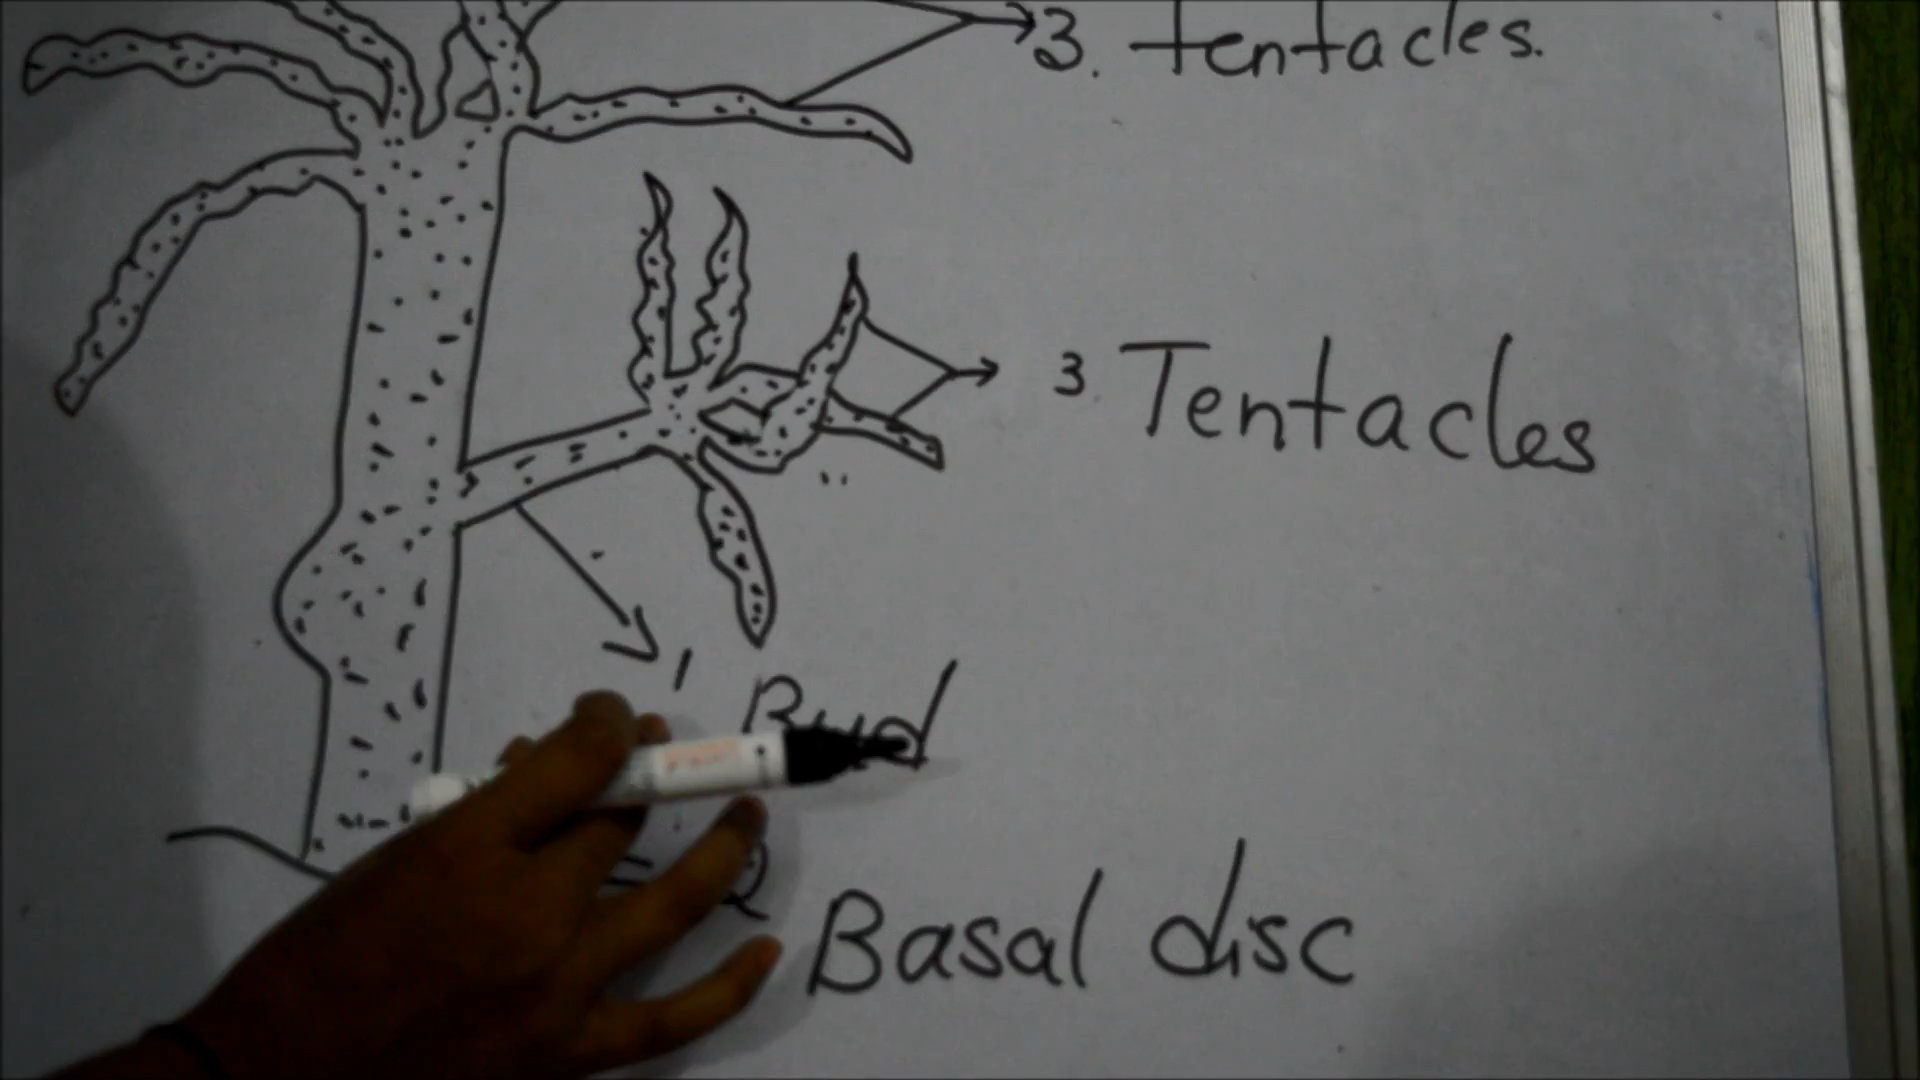 3. tentacles.
3 Tentacles
1 Bud
2 Basal disc